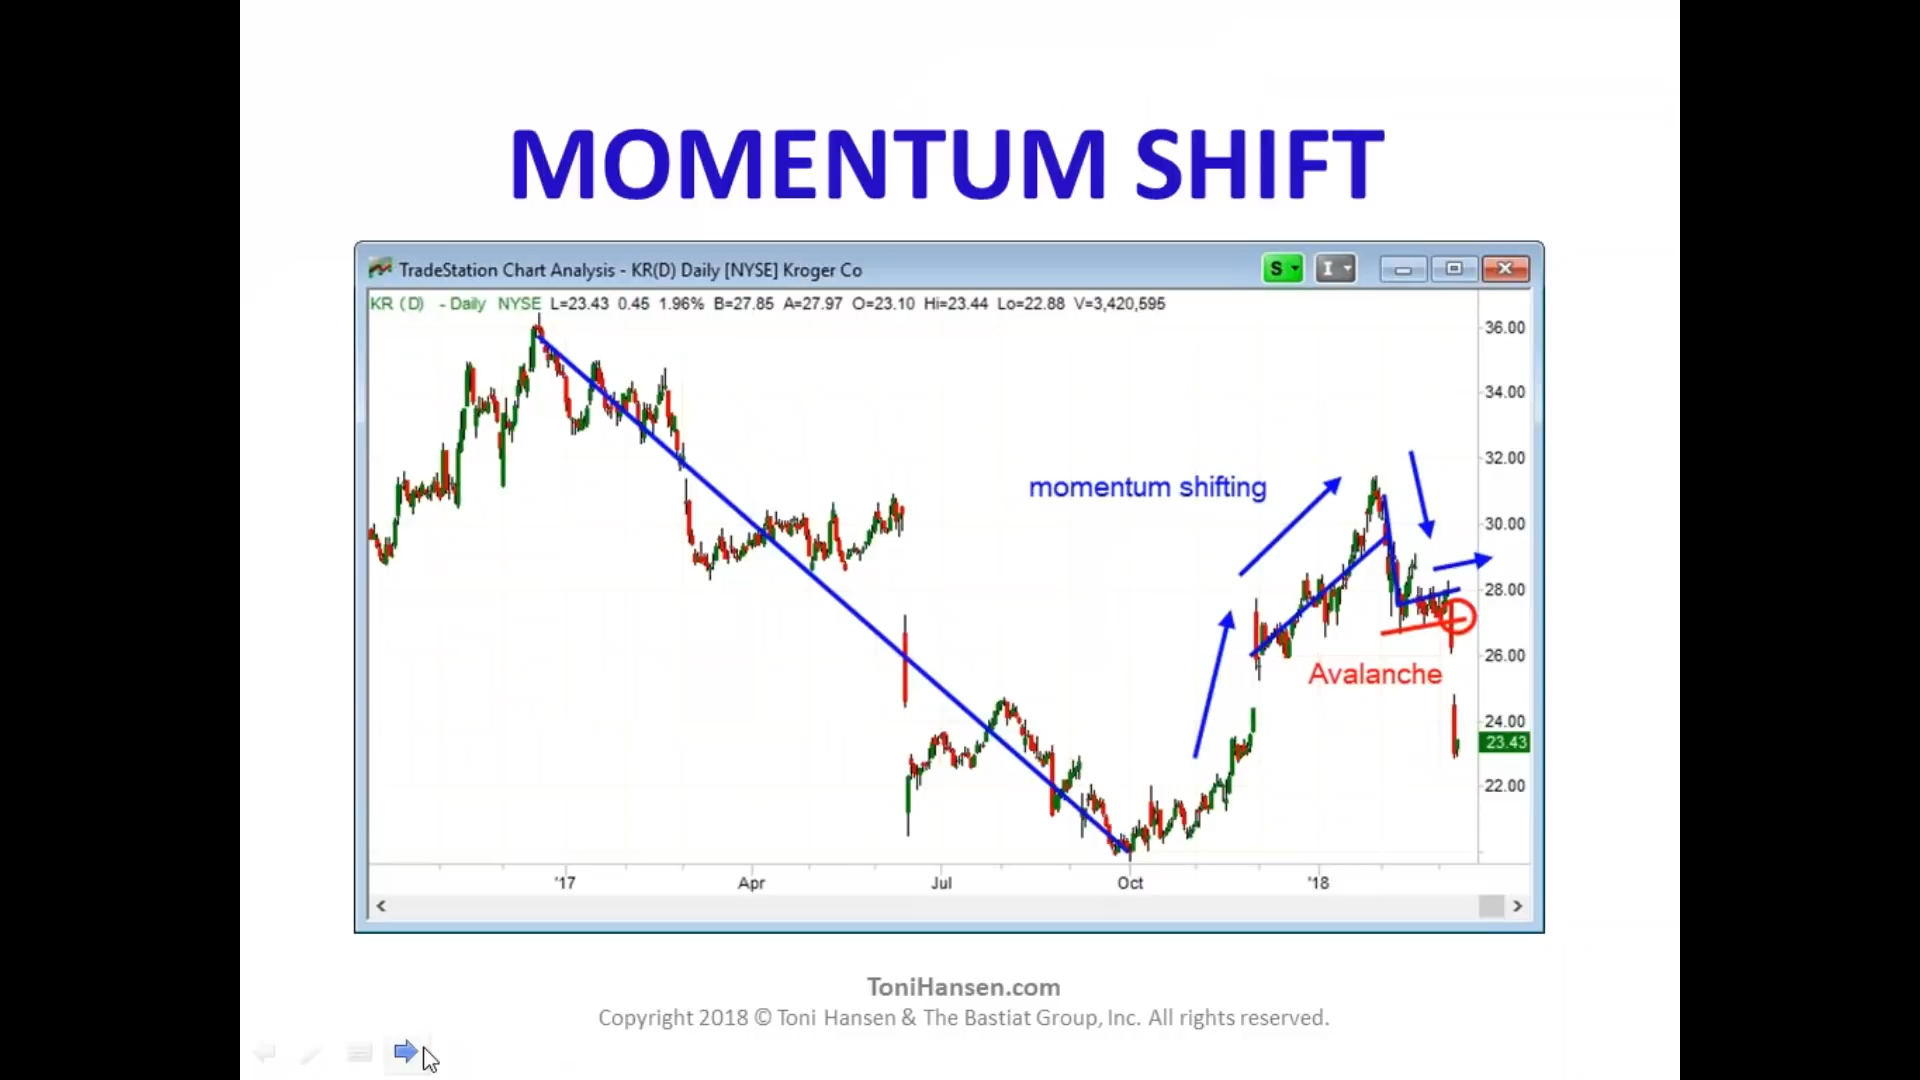 MOMENTUM SHIFT
TradeStation Chart Analysis - KR(D) Daily [NYSE] Kroger Co
S
I
KR (D) - Daily NYSE L=23.43 0.45 1.96% B=27.85 A=27.97 O=23.10 Hi=23.44 Lo=22.88 V=3,420,595
36.00
34.00
32.00
momentum shifting
30.00
28.00
26.00
Avalanche
24.00
23.43
22.00
'17 Apr Jul Oct '18
ToniHansen.com
Copyright 2018 © Toni Hansen & The Bastiat Group, Inc. All rights reserved.